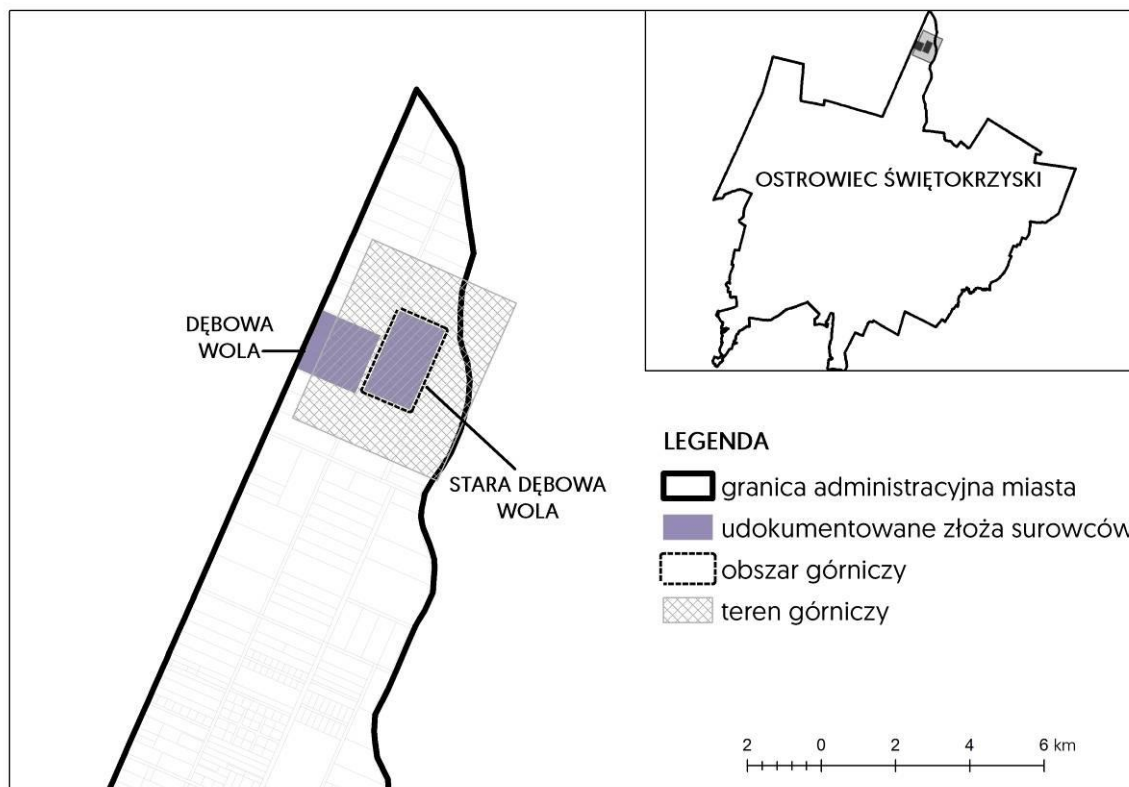 OSTROWIEC ŚWIĘTOKRZYSKI
DĘBOWA
WOLA
STARA DĘBOWA
WOLA
LEGENDA
granica administracyjna miasta
udokumentowane złoża surowców
obszar górniczy
teren górniczy
2 0 2 4 6 km